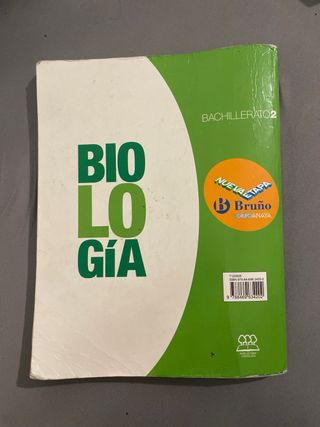 BACHILLERATO2
BIO
LO
GÍA
NUEVA ETAPA
B Bruño
GRUPO ANAYA